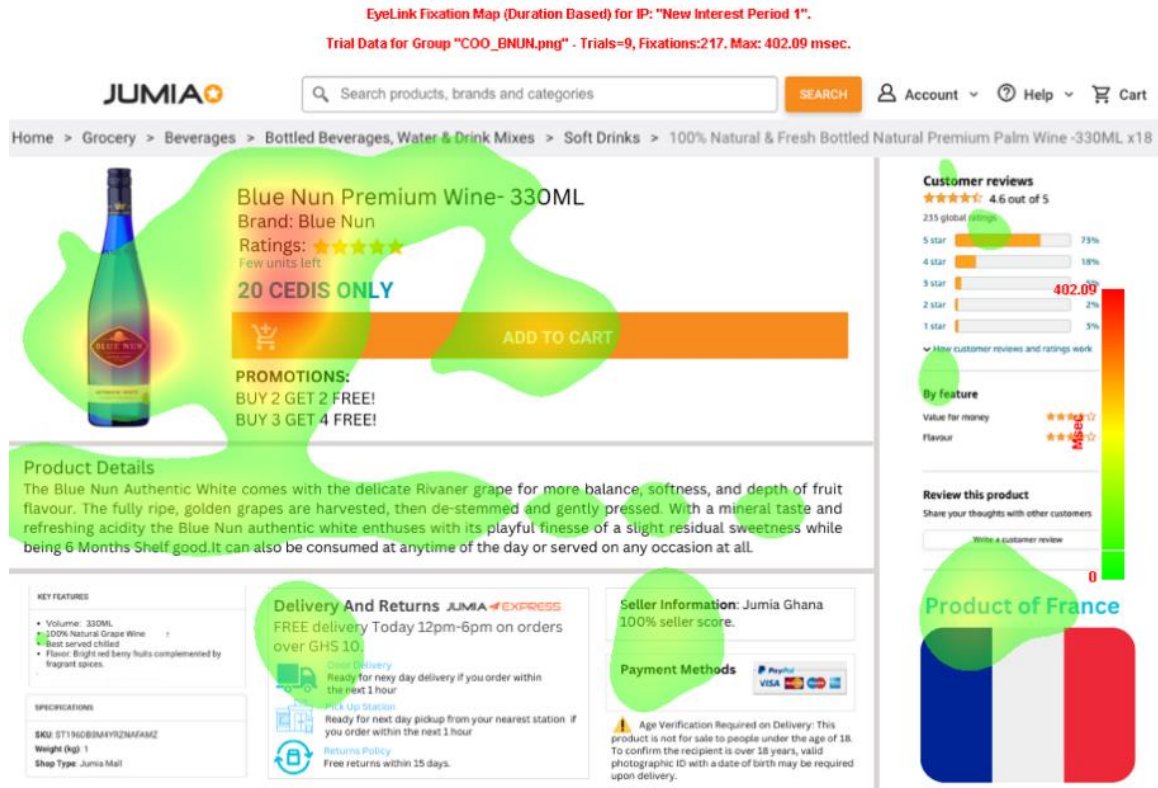 EyeLink Fixation Map (Duration Based) for IP: "New Interest Period 1".
Trial Data for Group "COO_BNUN.png" - Trials=9, Fixations:217. Max: 402.09 msec.
JUMIA
Search products, brands and categories
SEARCH
Account
Help
Cart
Home > Grocery > Beverages > Bottled Beverages, Water & Drink Mixes > Soft Drinks > 100% Natural & Fresh Bottled Natural Premium Palm Wine -330ML x18
Blue Nun Premium Wine- 330ML
Brand: Blue Nun
Ratings:
Few units left
20 CEDIS ONLY
ADD TO CART
PROMOTIONS:
BUY 2 GET 2 FREE!
BUY 3 GET 4 FREE!
BLUE NUN
AUTHENTIC WHITE
Product Details
The Blue Nun Authentic White comes with the delicate Rivaner grape for more balance, softness, and depth of fruit
flavour. The fully ripe, golden grapes are harvested, then de-stemmed and gently pressed. With a mineral taste and
refreshing acidity the Blue Nun authentic white enthuses with its playful finesse of a slight residual sweetness while
being 6 Months Shelf good.It can also be consumed at anytime of the day or served on any occasion at all.
KEY FEATURES
• Volume: 330ML
• 100% Natural Grape Wine
• Best served chilled
• Flavor: Bright red beny fruits complemented by
fragrant spices.
SPECIFICATIONS
Weight (kg): 1
Shop Type: Jumia Mall
Delivery And Returns JUMIA EXPRESS
FREE delivery Today 12pm-6pm on orders
over GHS 10.
Door Delivery
Ready for nexy day delivery if you order within
the next 1 hour
Pick Up Station
Ready for next day pickup from your nearest station if
you order within the next 1 hour
Returns Policy
Free returns within 15 days.
Seller Information: Jumia Ghana
100% seller score.
Payment Methods
PayPal
VISA
Age Verification Required on Delivery: This
product is not for sale to people under the age of 18.
To confirm the recipient is over 18 years, valid
photographic ID with a date of birth may be required
upon delivery.
Customer reviews
4.6 out of 5
235 global ratings
5 star 73%
4 star 18%
3 star
2 star 2%
1 star 3%
How customer reviews and ratings work
By feature
Value for money
Flavour
Review this product
Share your thoughts with other customers
Write a customer review
Product of France
402.09
Msec
0